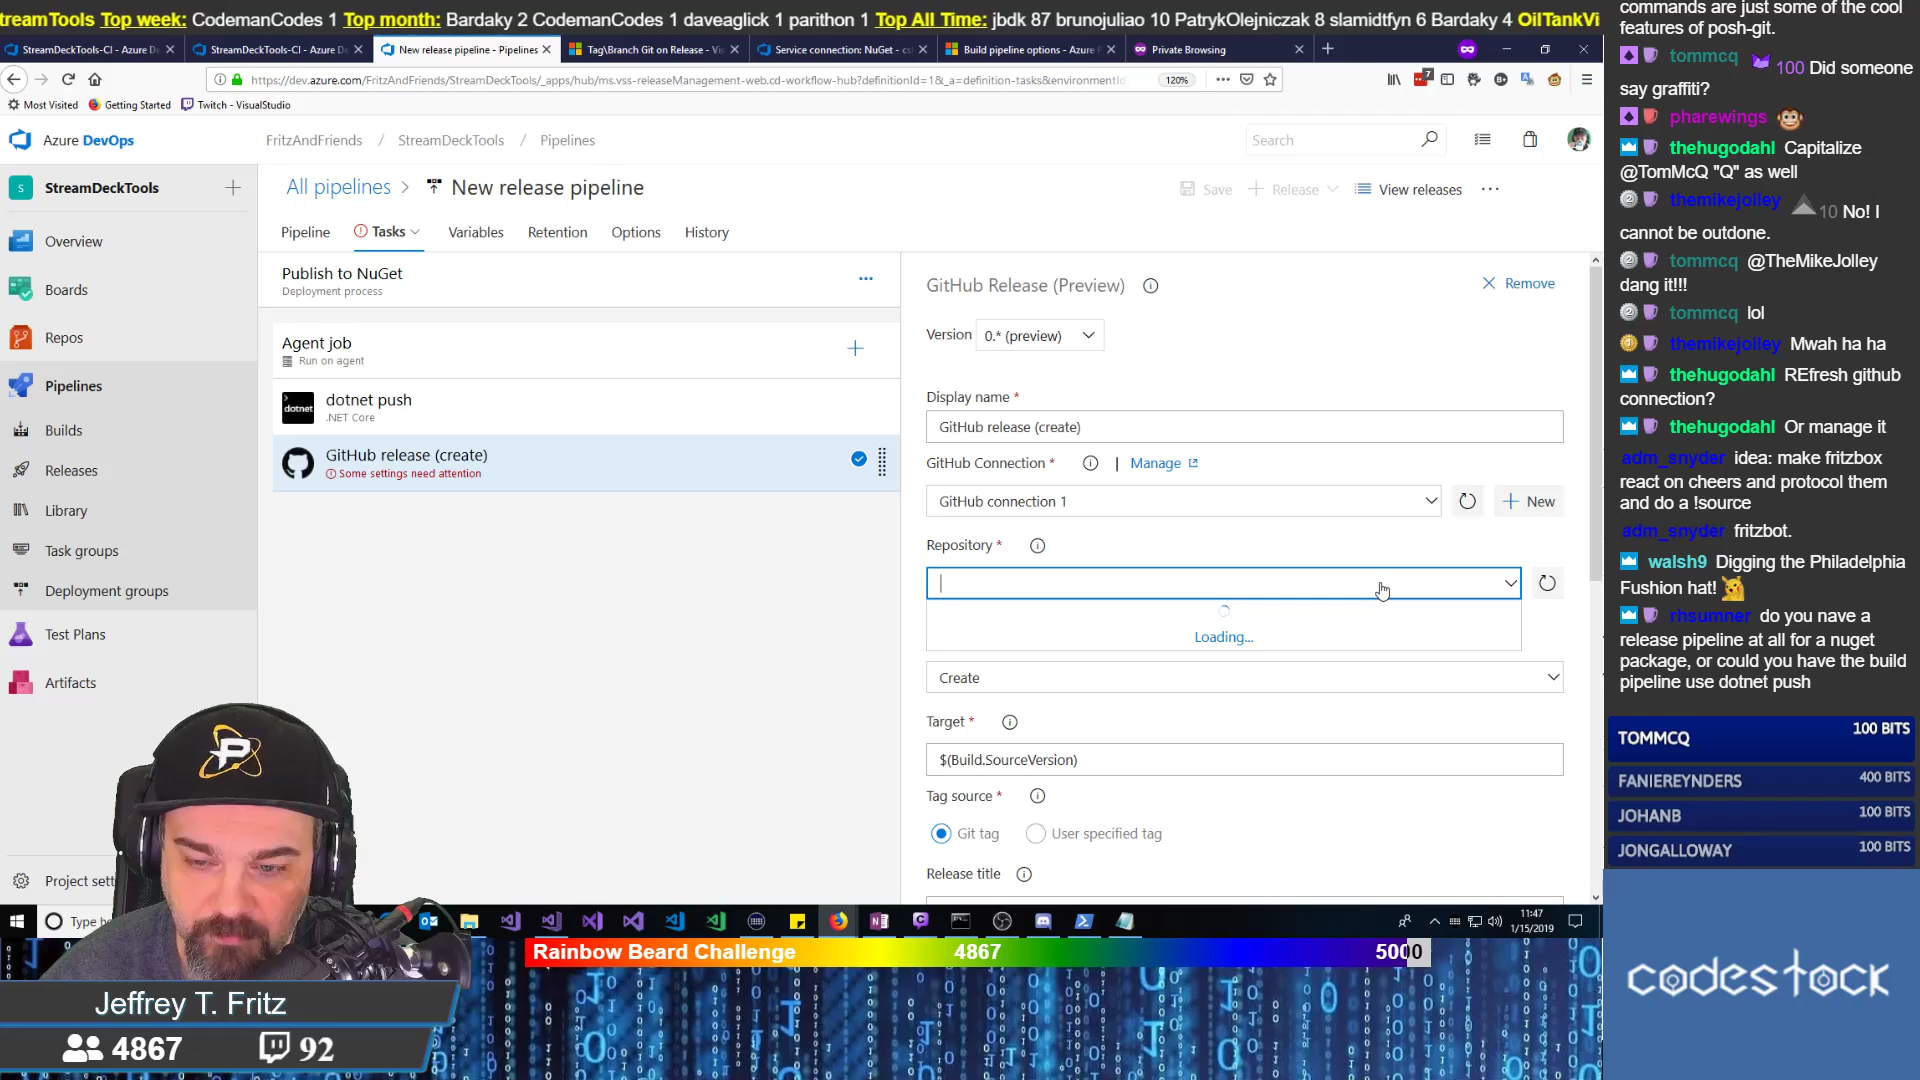 treamTools Top week: CodemanCodes 1 Top month: Bardaky 2 CodemanCodes 1 daveaglick 1 parithon 1 Top All Time: jbdk 87 brunojuliao 10 PatrykOlejniczak 8 slamidtfyn 6 Bardaky 4 OilTankVi
StreamDeckTools-CI - Azure De
StreamDeckTools-CI - Azure De
New release pipeline - Pipelines
Tag\Branch Git on Release - Vis
Service connection: NuGet - cs
Build pipeline options - Azure P
Private Browsing
https://dev.azure.com/FritzAndFriends/StreamDeckTools/_apps/hub/ms.vss-releaseManagement-web.cd-workflow-hub?definitionId=1&_a=definition-tasks&environmentId
120%
7
Most Visited
Getting Started
Twitch - VisualStudio
Azure DevOps
FritzAndFriends / StreamDeckTools / Pipelines
Search
S
StreamDeckTools
Overview
Boards
Repos
Pipelines
Builds
Releases
Library
Task groups
Deployment groups
Test Plans
Artifacts
Project sett
All pipelines > New release pipeline
Save
Release
View releases
Pipeline
Tasks
Variables
Retention
Options
History
Publish to NuGet
Deployment process
Agent job
Run on agent
dotnet
dotnet push
.NET Core
GitHub release (create)
Some settings need attention
GitHub Release (Preview)
Remove
Version
0.* (preview)
Display name *
GitHub release (create)
GitHub Connection *
| Manage
GitHub connection 1
New
Repository *
Loading...
Create
Target *
$(Build.SourceVersion)
Tag source *
Git tag
User specified tag
Release title
Type he
11:47
1/15/2019
commands are just some of the cool
features of posh-git.
tommcq 100 Did someone
say graffiti?
pharewings
thehugodahl Capitalize
@TomMcQ "Q" as well
themikejolley 10 No! I
cannot be outdone.
tommcq @TheMikeJolley
dang it!!!
tommcq lol
themikejolley Mwah ha ha
thehugodahl REfresh github
connection?
thehugodahl Or manage it
adm_snyder idea: make fritzbox
react on cheers and protocol them
and do a !source
adm_snyder fritzbot.
walsh9 Digging the Philadelphia
Fushion hat!
rhsumner do you nave a
release pipeline at all for a nuget
package, or could you have the build
pipeline use dotnet push
TOMMCQ 100 BITS
FANIEREYNDERS 400 BITS
JOHANB 100 BITS
JONGALLOWAY 100 BITS
codestock
Rainbow Beard Challenge 4867 5000
P
Jeffrey T. Fritz
4867 92